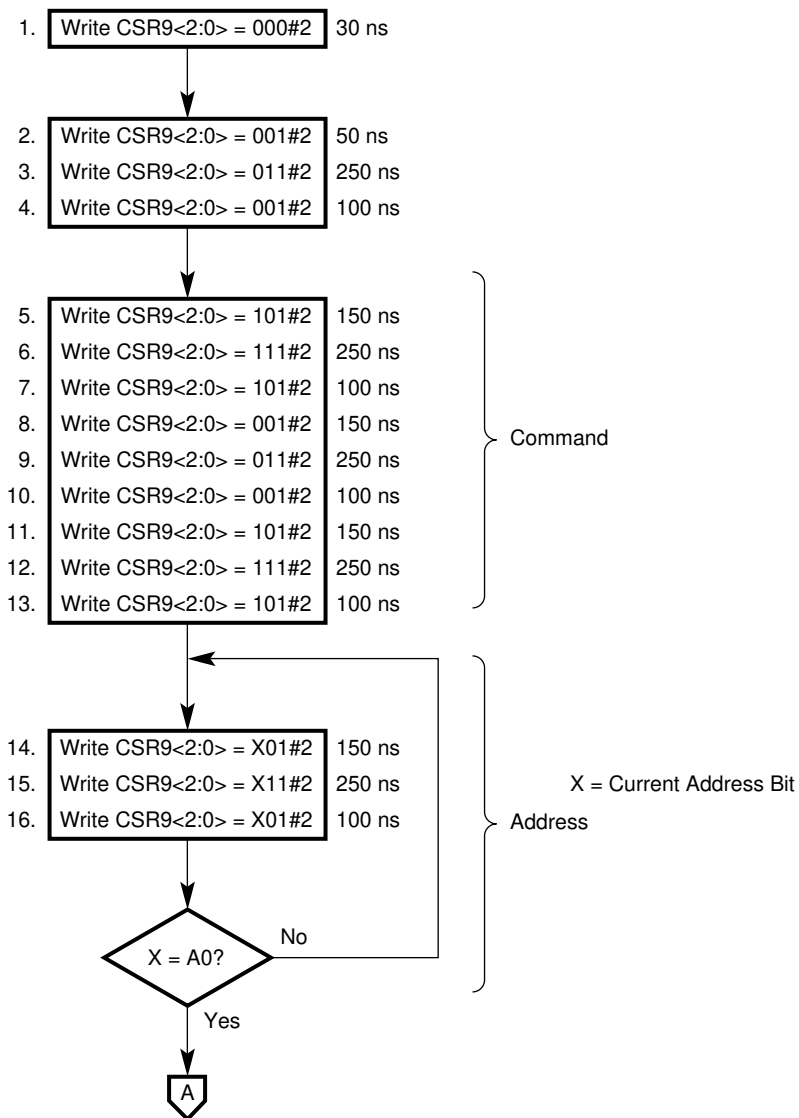 1. Write CSR9<2:0> = 000#2 30 ns
2. Write CSR9<2:0> = 001#2 50 ns
3. Write CSR9<2:0> = 011#2 250 ns
4. Write CSR9<2:0> = 001#2 100 ns
5. Write CSR9<2:0> = 101#2 150 ns
6. Write CSR9<2:0> = 111#2 250 ns
7. Write CSR9<2:0> = 101#2 100 ns
8. Write CSR9<2:0> = 001#2 150 ns
9. Write CSR9<2:0> = 011#2 250 ns
10. Write CSR9<2:0> = 001#2 100 ns
11. Write CSR9<2:0> = 101#2 150 ns
12. Write CSR9<2:0> = 111#2 250 ns
13. Write CSR9<2:0> = 101#2 100 ns
Command
14. Write CSR9<2:0> = X01#2 150 ns
15. Write CSR9<2:0> = X11#2 250 ns
16. Write CSR9<2:0> = X01#2 100 ns
X = Current Address Bit
Address
X = A0?
No
Yes
A